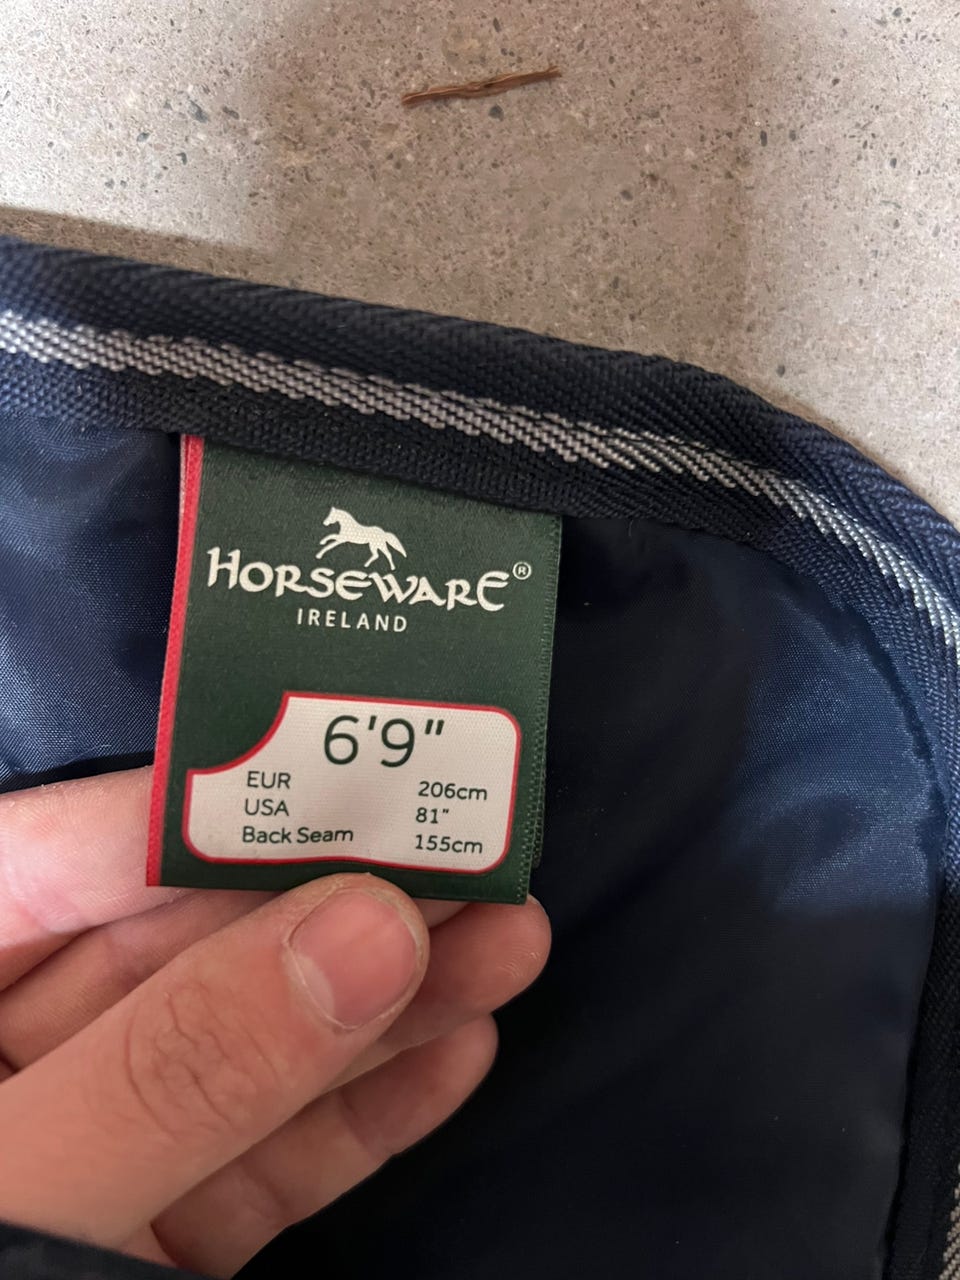 HORSEWARE®
IRELAND
6'9"
EUR 206cm
USA 81"
Back Seam 155cm